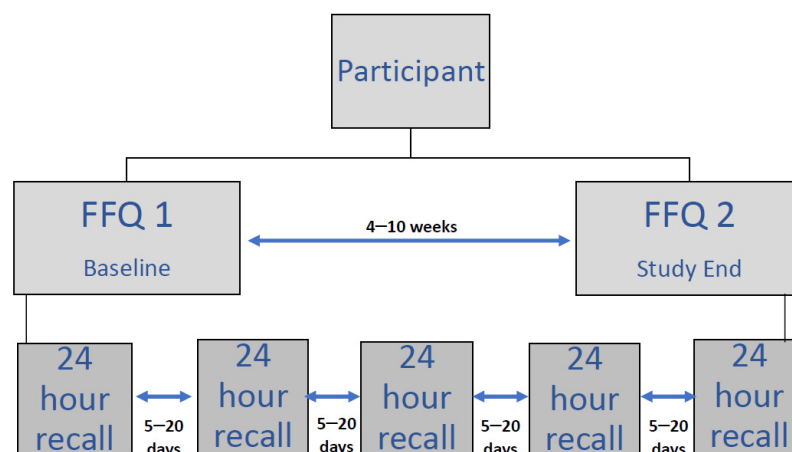 Participant
FFQ 1
Baseline
4–10 weeks
FFQ 2
Study End
24
hour
recall
5–20
days
24
hour
recall
5–20
days
24
hour
recall
5–20
days
24
hour
recall
5–20
days
24
hour
recall